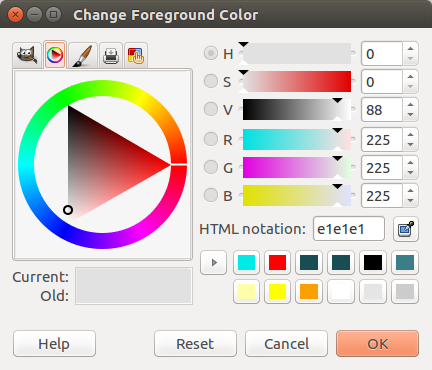 Change Foreground Color
H 0
S 0
V 88
R 225
G 225
B 225
HTML notation: e1e1e1
Current:
Old:
Help Reset Cancel OK